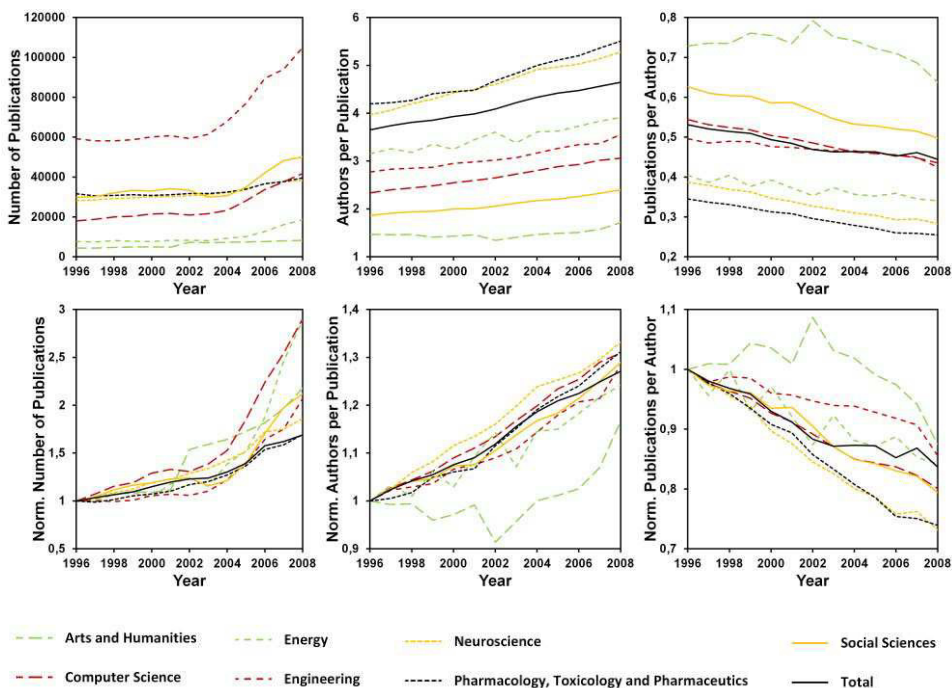 Number of Publications
120000
100000
80000
60000
40000
20000
0
1996 1998 2000 2002 2004 2006 2008
Year
Authors per Publication
6
5
4
3
2
1
1996 1998 2000 2002 2004 2006 2008
Year
Publications per Author
0,8
0,7
0,6
0,5
0,4
0,3
0,2
1996 1998 2000 2002 2004 2006 2008
Year
Norm. Number of Publications
3
2,5
2
1,5
1
0,5
1996 1998 2000 2002 2004 2006 2008
Year
Norm. Authors per Publication
1,4
1,3
1,2
1,1
1
0,9
1996 1998 2000 2002 2004 2006 2008
Year
Norm. Publications per Author
1,1
1
0,9
0,8
0,7
1996 1998 2000 2002 2004 2006 2008
Year
Arts and Humanities Energy Neuroscience Social Sciences
Computer Science Engineering Pharmacology, Toxicology and Pharmaceutics Total